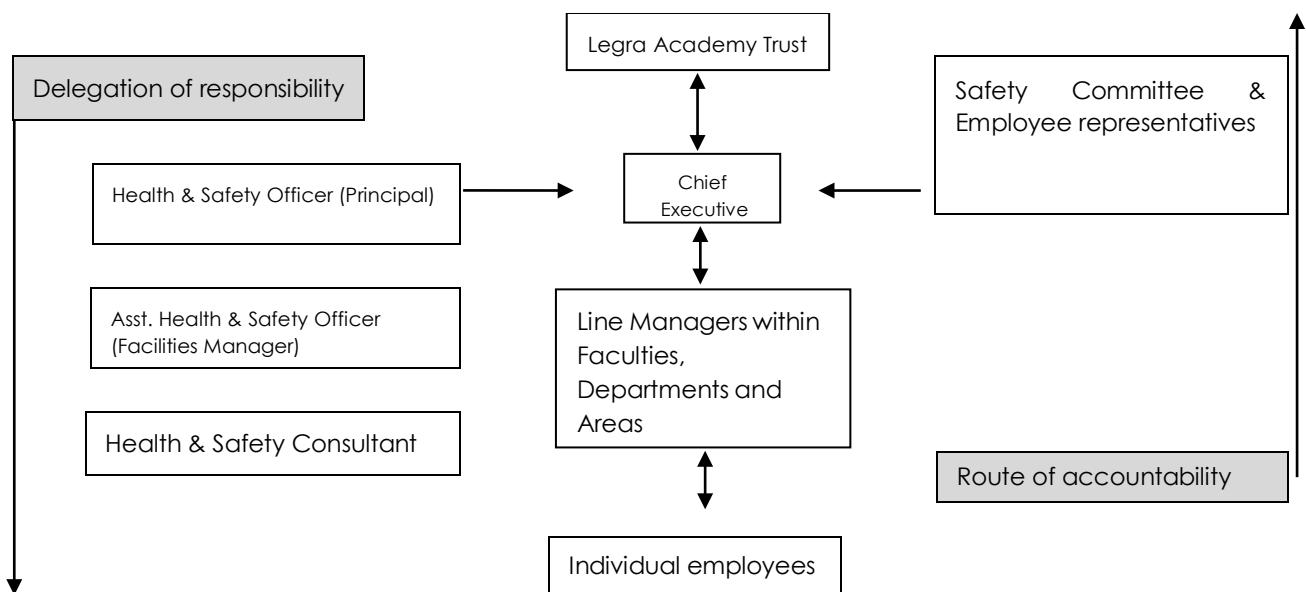 Legra Academy Trust
Delegation of responsibility
Safety Committee &
Employee representatives
Health & Safety Officer (Principal)
Chief
Executive
Asst. Health & Safety Officer
(Facilities Manager)
Line Managers within
Faculties,
Departments and
Areas
Health & Safety Consultant
Route of accountability
Individual employees